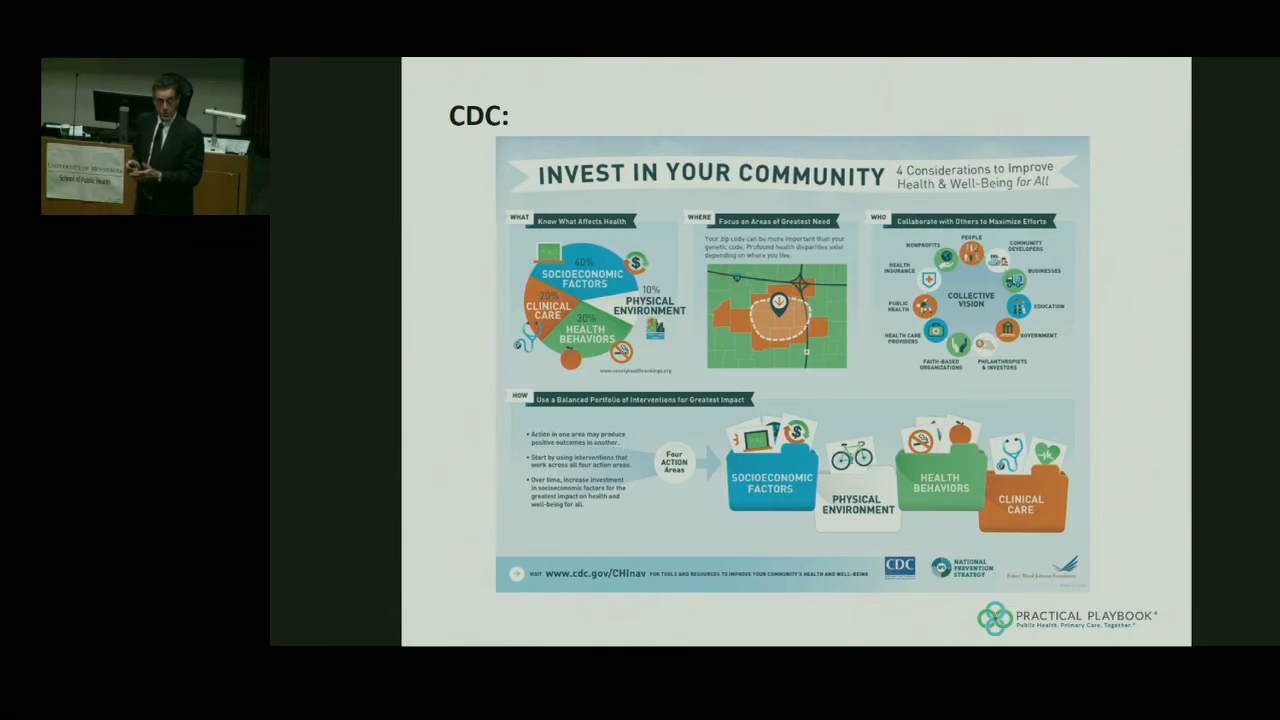 UNIVERSITY OF MINNESOTA
School of Public Health
CDC:
INVEST IN YOUR COMMUNITY
4 Considerations to Improve
Health & Well-Being for All
WHAT
Know What Affects Health
40%
SOCIOECONOMIC
FACTORS
10%
PHYSICAL
ENVIRONMENT
20%
CLINICAL
CARE
30%
HEALTH
BEHAVIORS
www.countyhealthrankings.org
WHERE
Focus on Areas of Greatest Need
Your zip code can be more important than your
genetic code. Profound health disparities exist
depending on where you live.
WHO
Collaborate with Others to Maximize Efforts
PEOPLE
NONPROFITS
COMMUNITY
DEVELOPERS
HEALTH
INSURANCE
BUSINESSES
COLLECTIVE
VISION
PUBLIC
HEALTH
EDUCATION
HEALTH CARE
PROVIDERS
GOVERNMENT
FAITH-BASED
ORGANIZATIONS
PHILANTHROPISTS
& INVESTORS
HOW
Use a Balanced Portfolio of Interventions for Greatest Impact
• Action in one area may produce
positive outcomes in another.
• Start by using interventions that
work across all four action areas.
• Over time, increase investment
in socioeconomic factors for the
greatest impact on health and
well-being for all.
Four
ACTION
Areas
SOCIOECONOMIC
FACTORS
PHYSICAL
ENVIRONMENT
HEALTH
BEHAVIORS
CLINICAL
CARE
VISIT www.cdc.gov/CHInav FOR TOOLS AND RESOURCES TO IMPROVE YOUR COMMUNITY'S HEALTH AND WELL-BEING
CDC
NATIONAL
PREVENTION
STRATEGY
Robert Wood Johnson Foundation
PRACTICAL PLAYBOOK®
Public Health. Primary Care. Together.®